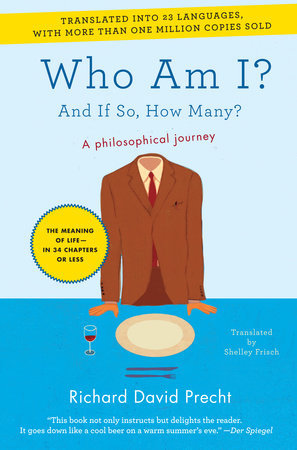 TRANSLATED INTO 23 LANGUAGES,
WITH MORE THAN ONE MILLION COPIES SOLD
Who Am I?
And If So, How Many?
A philosophical journey
THE MEANING
OF LIFE—
IN 34 CHAPTERS
OR LESS
Translated
by
Shelley Frisch
Richard David Precht
“This book not only instructs but delights the reader.
It goes down like a cool beer on a warm summer’s eve.” —Der Spiegel